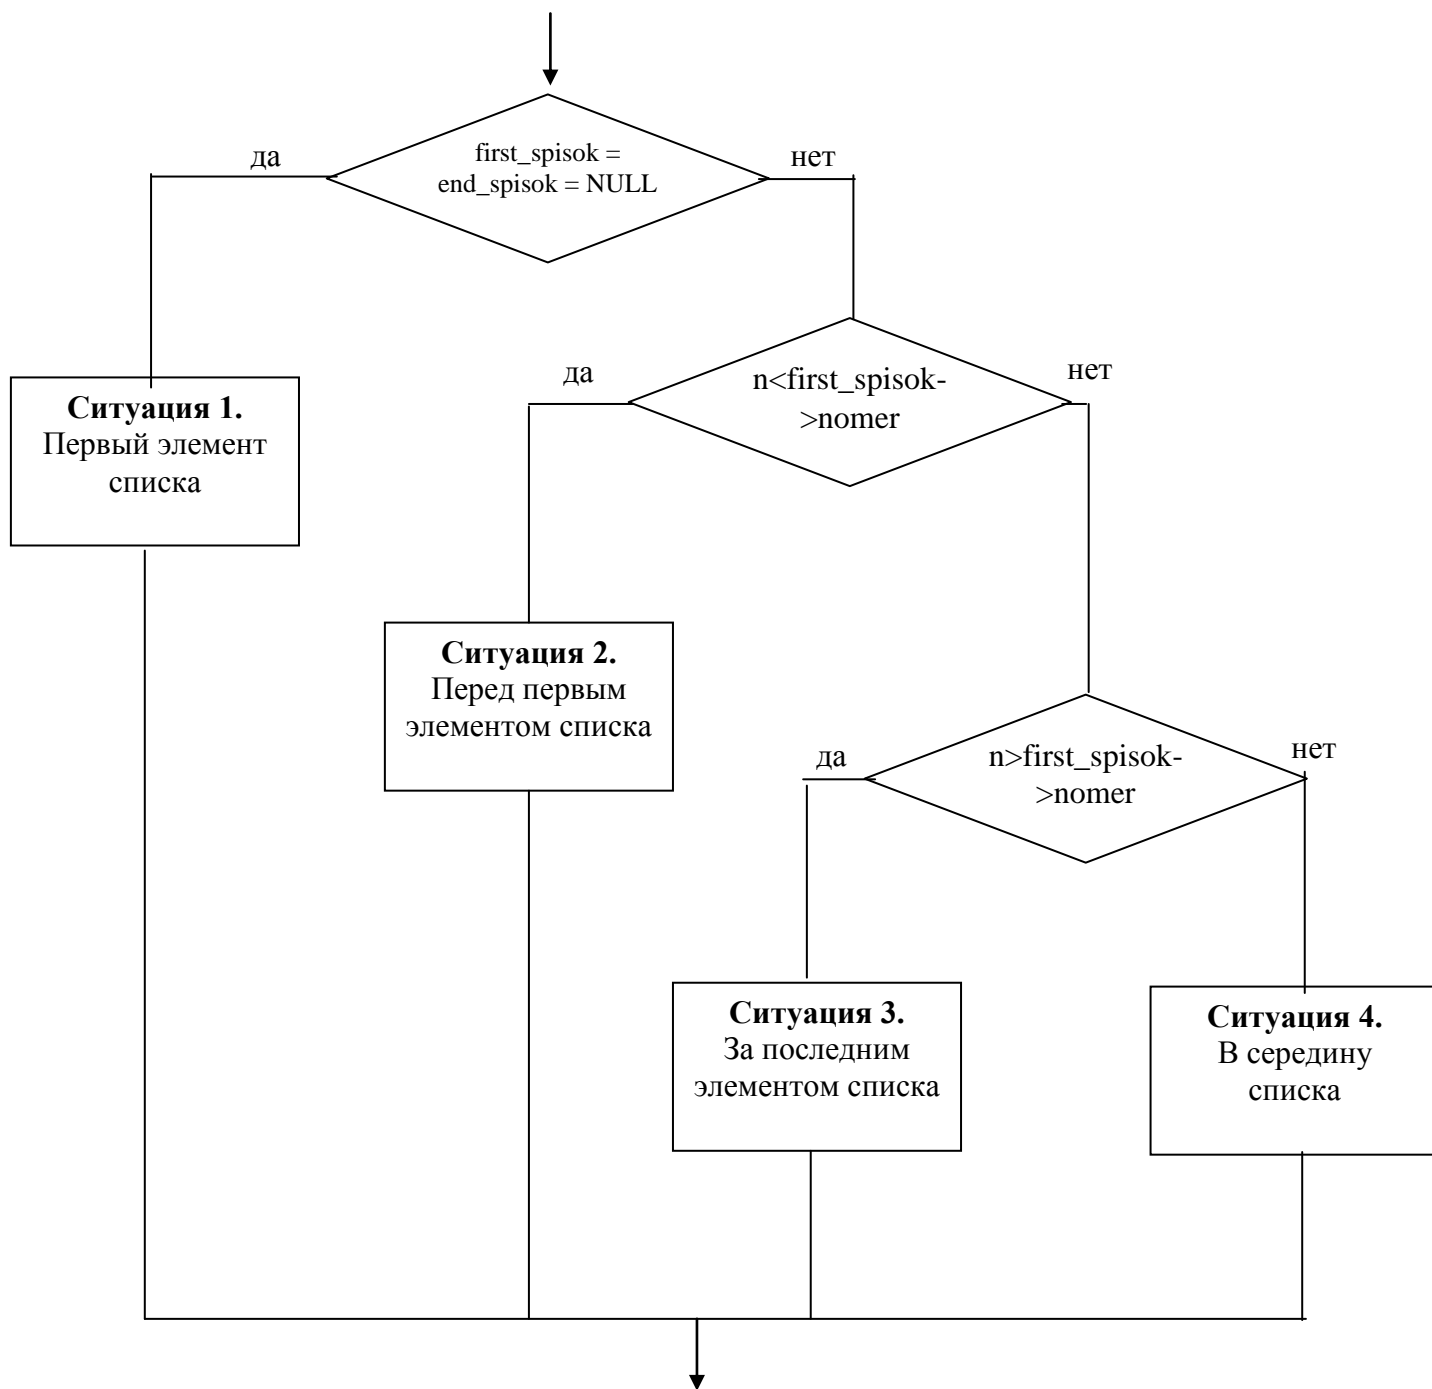 да
first_spisok =
end_spisok = NULL
нет
да
n<first_spisok-
>nomer
нет
Ситуация 1.
Первый элемент
списка
Ситуация 2.
Перед первым
элементом списка
да
n>first_spisok-
>nomer
нет
Ситуация 3.
За последним
элементом списка
Ситуация 4.
В середину
списка